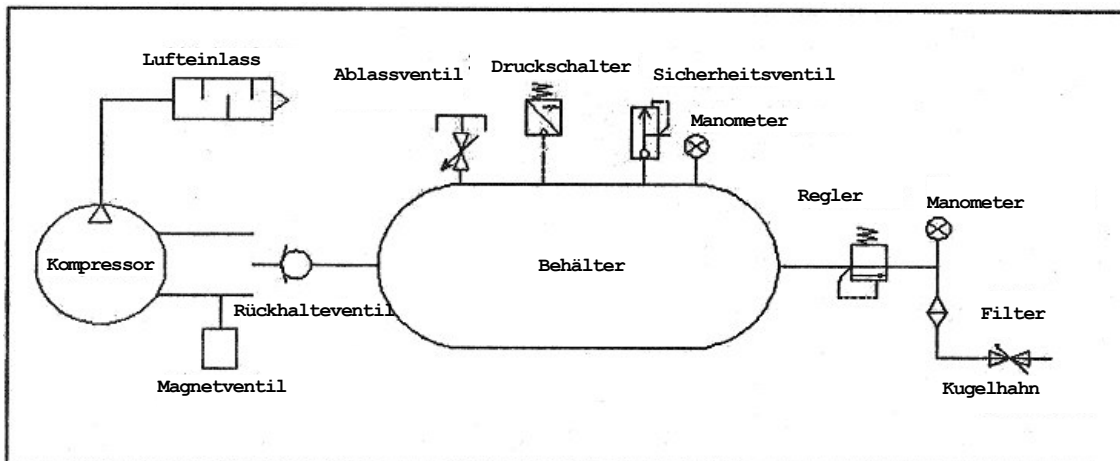 Lufteinlass
Ablassventil
Druckschalter
Sicherheitsventil
Manometer
Regler
Manometer
Kompressor
Behälter
Rückhalteventil
Filter
Magnetventil
Kugelhahn